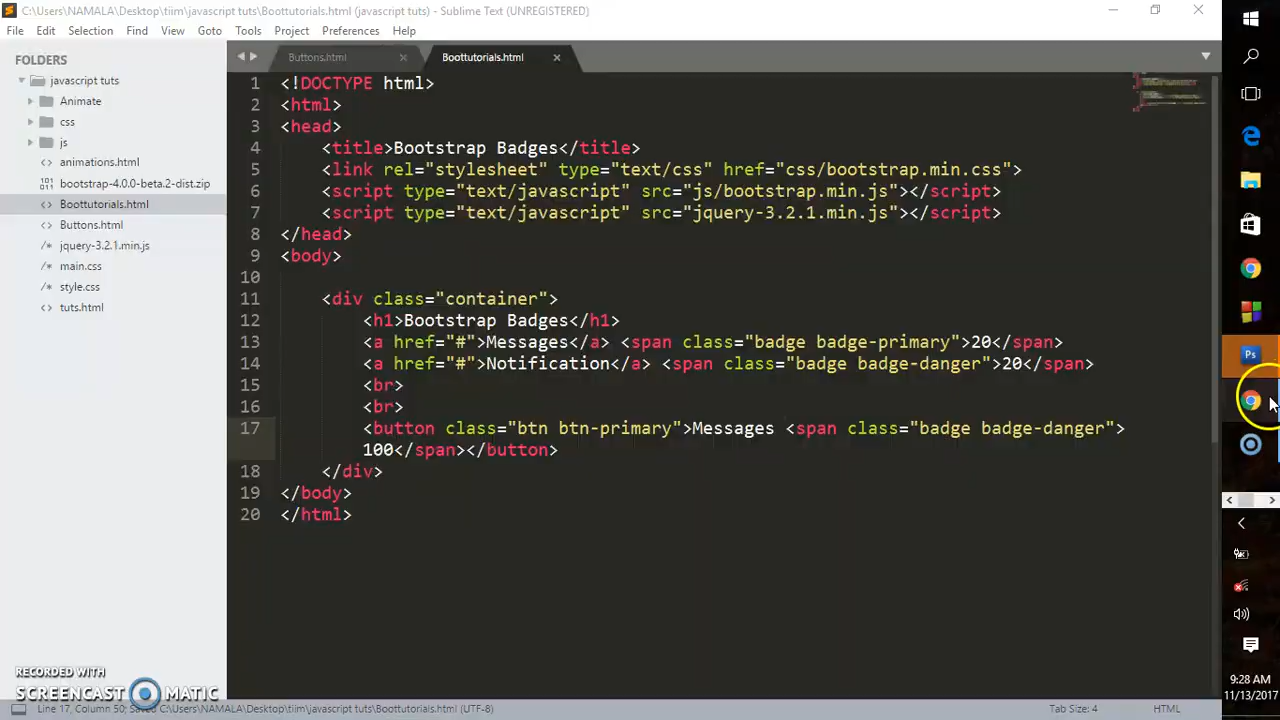 C:\Users\NAMALA\Desktop\tiim\javascript tuts\Boottutorials.html (javascript tuts) - Sublime Text (UNREGISTERED)
File Edit Selection Find View Goto Tools Project Preferences Help
FOLDERS
javascript tuts
Animate
css
js
animations.html
bootstrap-4.0.0-beta.2-dist.zip
Boottutorials.html
Buttons.html
jquery-3.2.1.min.js
main.css
style.css
tuts.html
Buttons.html Boottutorials.html
1 <!DOCTYPE html>
2 <html>
3 <head>
4 <title>Bootstrap Badges</title>
5 <link rel="stylesheet" type="text/css" href="css/bootstrap.min.css">
6 <script type="text/javascript" src="js/bootstrap.min.js"></script>
7 <script type="text/javascript" src="jquery-3.2.1.min.js"></script>
8 </head>
9 <body>
10
11 <div class="container">
12 <h1>Bootstrap Badges</h1>
13 <a href="#">Messages</a> <span class="badge badge-primary">20</span>
14 <a href="#">Notification</a> <span class="badge badge-danger">20</span>
15 <br>
16 <br>
17 <button class="btn btn-primary">Messages <span class="badge badge-danger">
100</span></button>
18 </div>
19 </body>
20 </html>
Ps
RECORDED WITH
SCREENCAST MATIC
Line 17, Column 50; Saved C:\Users\NAMALA\Desktop\tiim\javascript tuts\Boottutorials.html (UTF-8)
Tab Size: 4 HTML
9:28 AM
11/13/2017